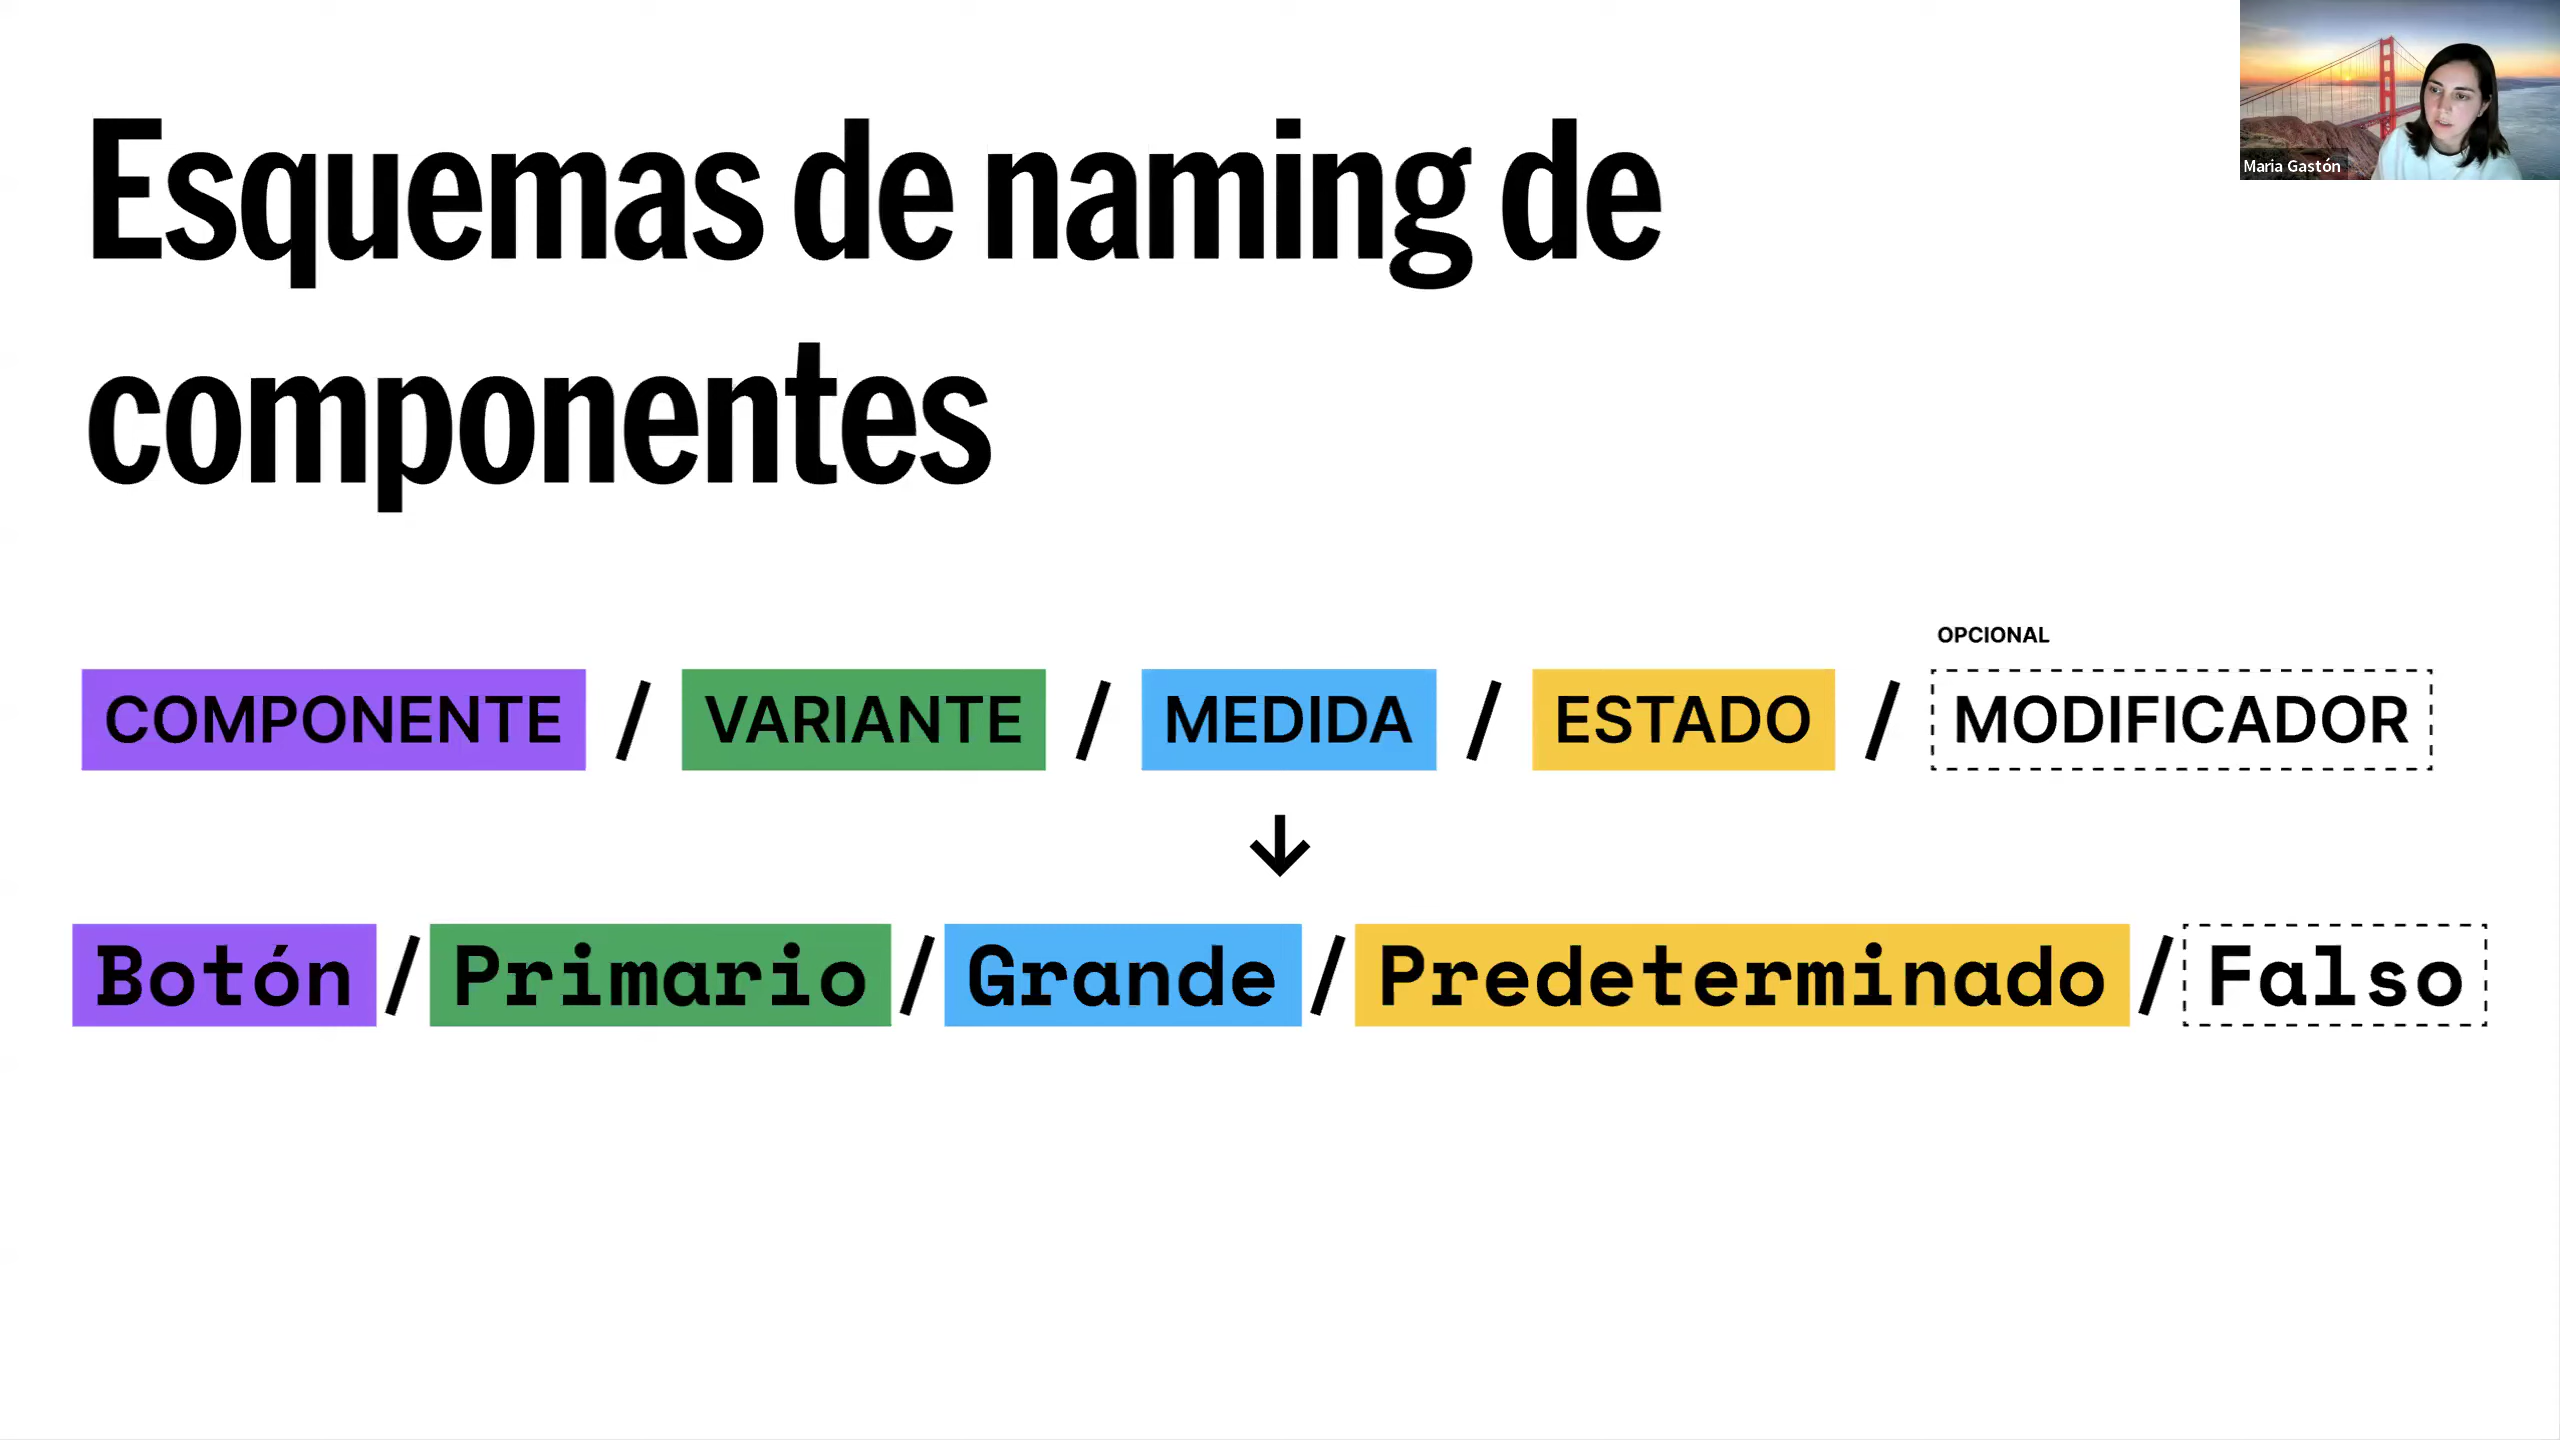 Esquemas de naming de
componentes
Maria Gastón
OPCIONAL
COMPONENTE / VARIANTE / MEDIDA / ESTADO / MODIFICADOR
↓
Botón / Primario / Grande / Predeterminado / Falso